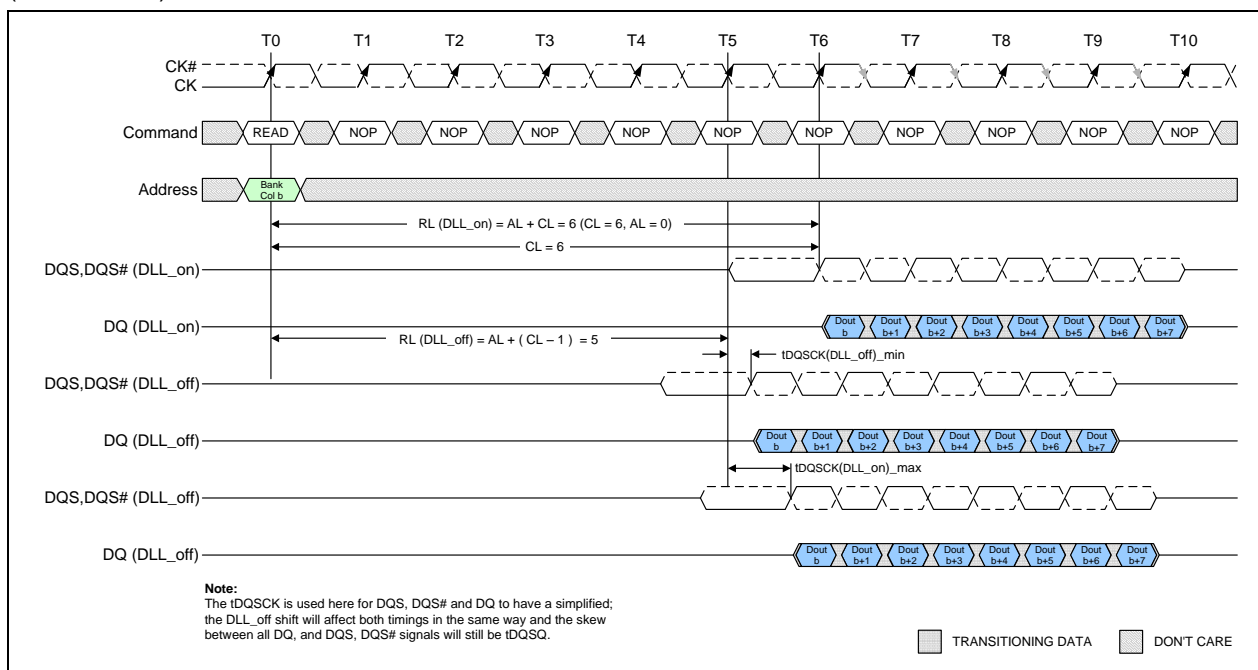 T0 T1 T2 T3 T4 T5 T6 T7 T8 T9 T10
CK#
CK
Command READ NOP NOP NOP NOP NOP NOP NOP NOP NOP NOP
Address Bank
Col b
RL (DLL_on) = AL + CL = 6 (CL = 6, AL = 0)
CL = 6
DQS,DQS# (DLL_on)
DQ (DLL_on) Dout b Dout b+1 Dout b+2 Dout b+3 Dout b+4 Dout b+5 Dout b+6 Dout b+7
RL (DLL_off) = AL + ( CL – 1 ) = 5
tDQSCK(DLL_off)_min
DQS,DQS# (DLL_off)
DQ (DLL_off) Dout b Dout b+1 Dout b+2 Dout b+3 Dout b+4 Dout b+5 Dout b+6 Dout b+7
tDQSCK(DLL_on)_max
DQS,DQS# (DLL_off)
DQ (DLL_off) Dout b Dout b+1 Dout b+2 Dout b+3 Dout b+4 Dout b+5 Dout b+6 Dout b+7
Note:
The tDQSCK is used here for DQS, DQS# and DQ to have a simplified;
the DLL_off shift will affect both timings in the same way and the skew
between all DQ, and DQS, DQS# signals will still be tDQSQ.
TRANSITIONING DATA DON'T CARE